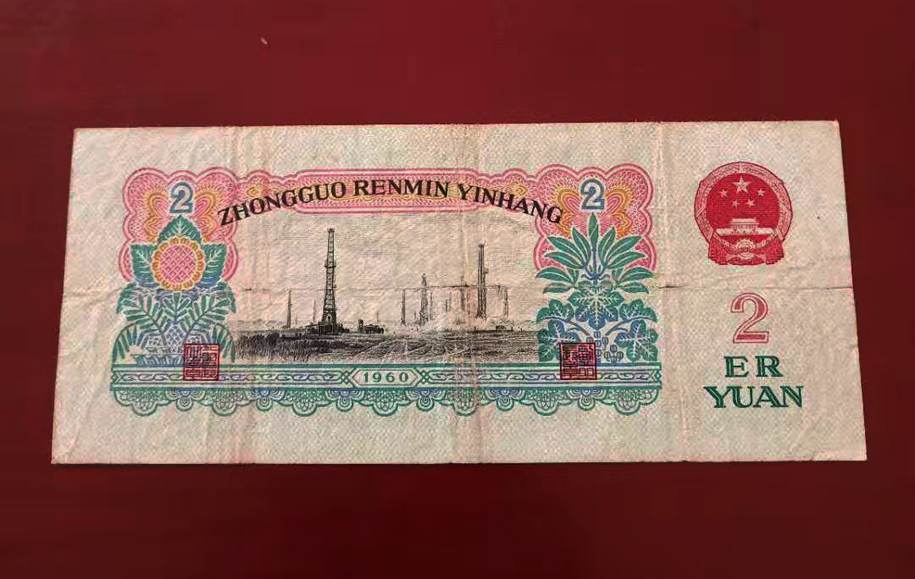 2
2
ZHONGGUO RENMIN YINHANG
1960
2
ER
YUAN